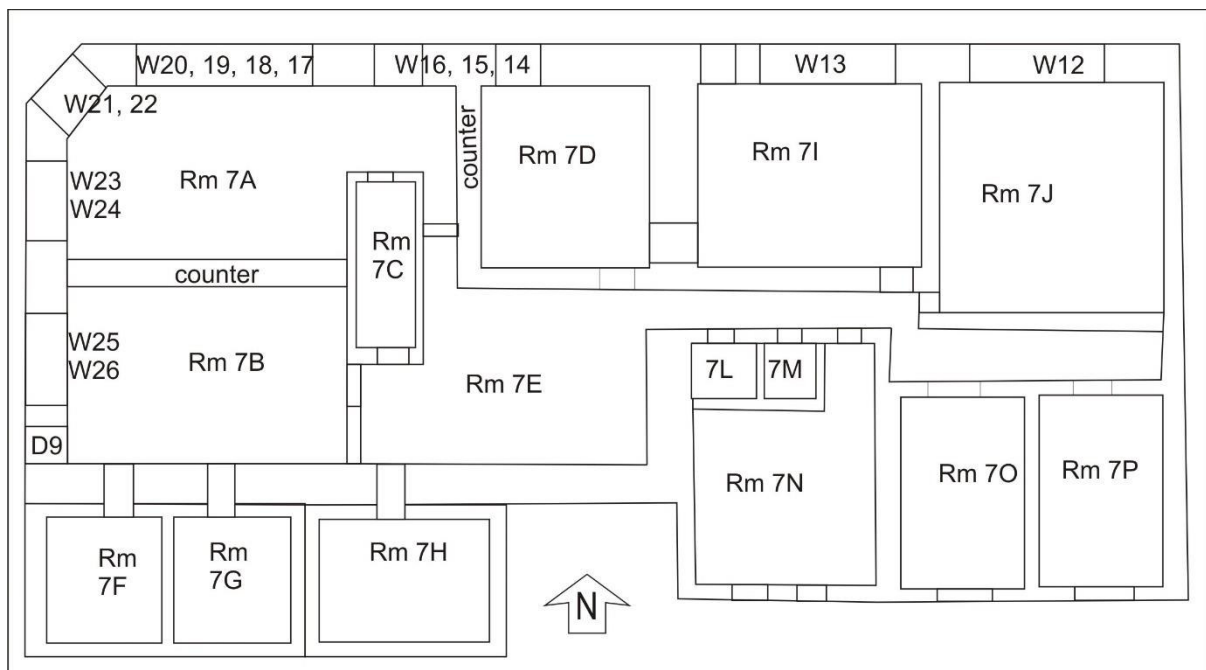 W20, 19, 18, 17
W16, 15, 14
W13
W12
W21, 22
counter
Rm 7D
Rm 7I
Rm 7J
W23
W24
Rm 7A
Rm
7C
counter
W25
W26
Rm 7B
Rm 7E
7L
7M
D9
Rm 7N
Rm 7O
Rm 7P
Rm
7F
Rm
7G
Rm 7H
N